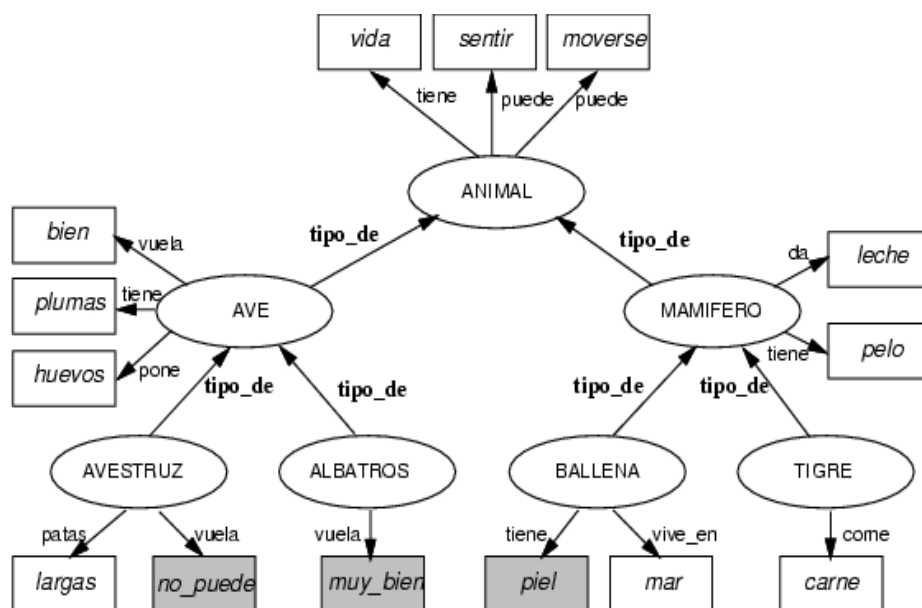 vida sentir moverse
tiene puede puede
ANIMAL
bien vuela tipo_de tipo_de da leche
plumas tiene AVE MAMIFERO
huevos pone tiene pelo
tipo_de tipo_de tipo_de tipo_de
AVESTRUZ ALBATROS BALLENA TIGRE
patas vuela vuela tiene vive_en come
largas no_puede muy_bien piel mar carne